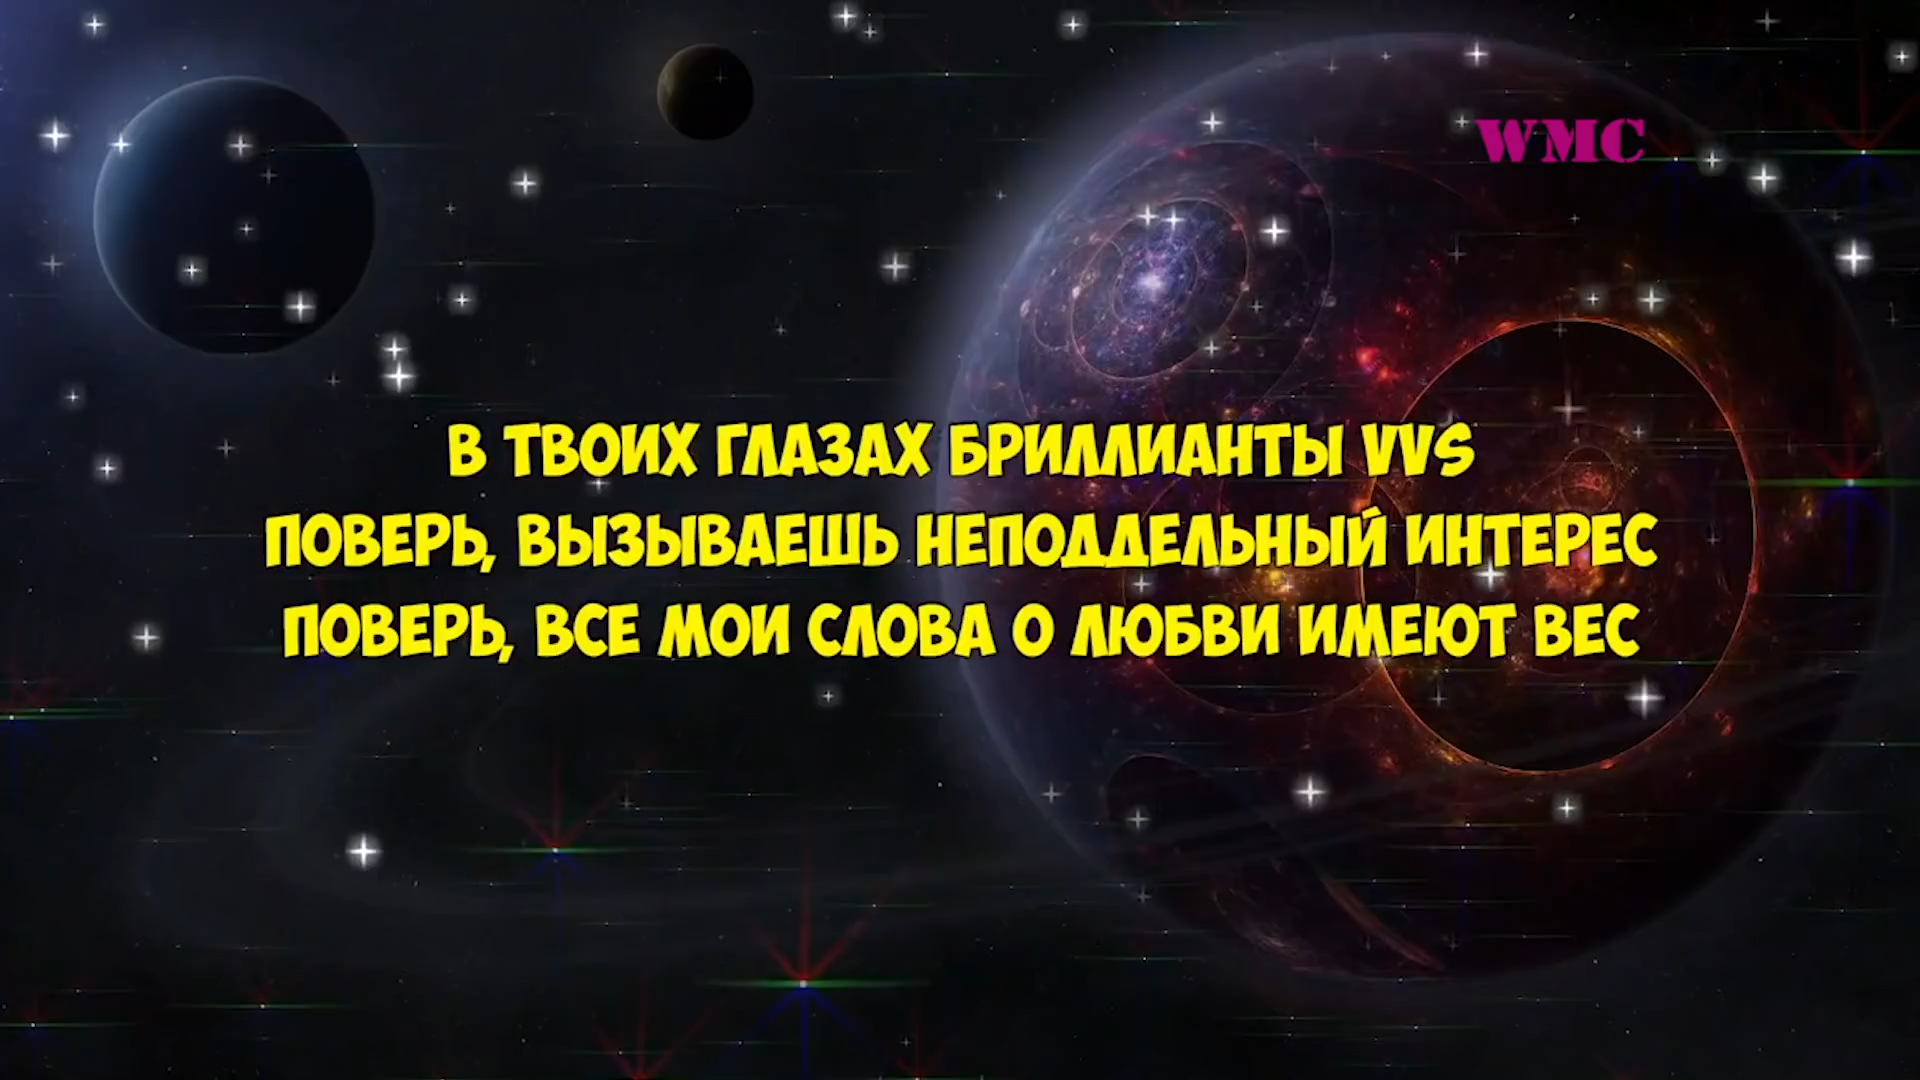 WMC
В ТВОИХ ГЛАЗАХ БРИЛЛИАНТЫ VVS
ПОВЕРЬ, ВЫЗЫВАЕШЬ НЕПОДДЕЛЬНЫЙ ИНТЕРЕС
ПОВЕРЬ, ВСЕ МОИ СЛОВА О ЛЮБВИ ИМЕЮТ ВЕС